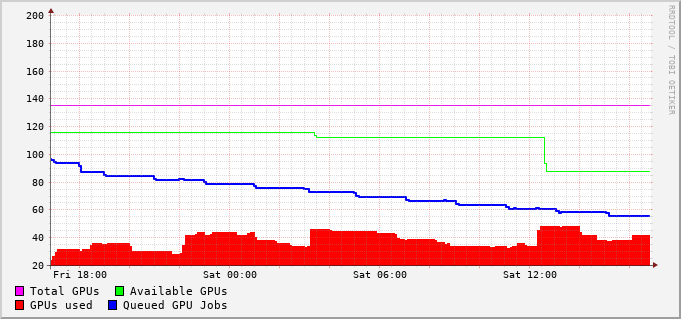 200
180
160
140
120
100
80
60
40
20
Fri 18:00 Sat 00:00 Sat 06:00 Sat 12:00
Total GPUs Available GPUs
GPUs used Queued GPU Jobs
RRDTOOL / TOBI OETIKER